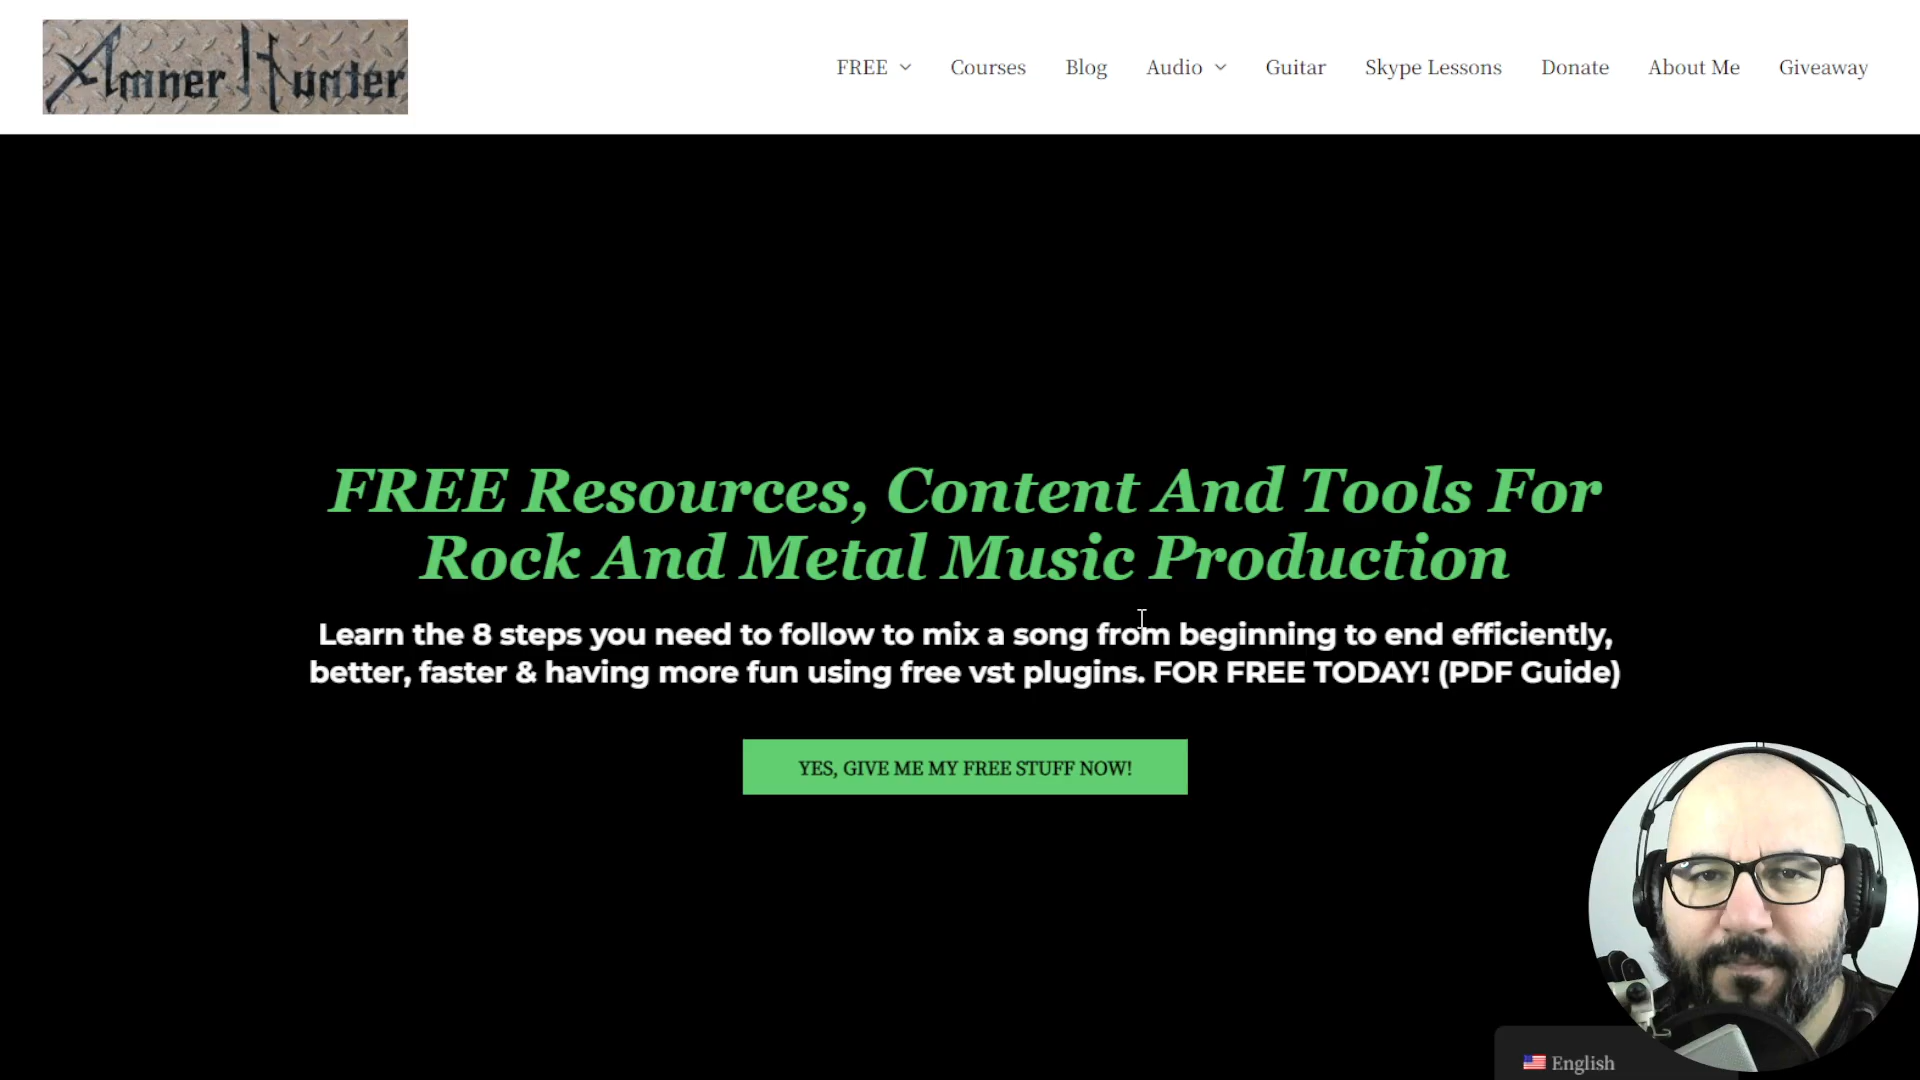 Amner Hunter
FREE Courses Blog Audio Guitar Skype Lessons Donate About Me Giveaway
FREE Resources, Content And Tools For
Rock And Metal Music Production
Learn the 8 steps you need to follow to mix a song from beginning to end efficiently,
better, faster & having more fun using free vst plugins. FOR FREE TODAY! (PDF Guide)
YES, GIVE ME MY FREE STUFF NOW!
English